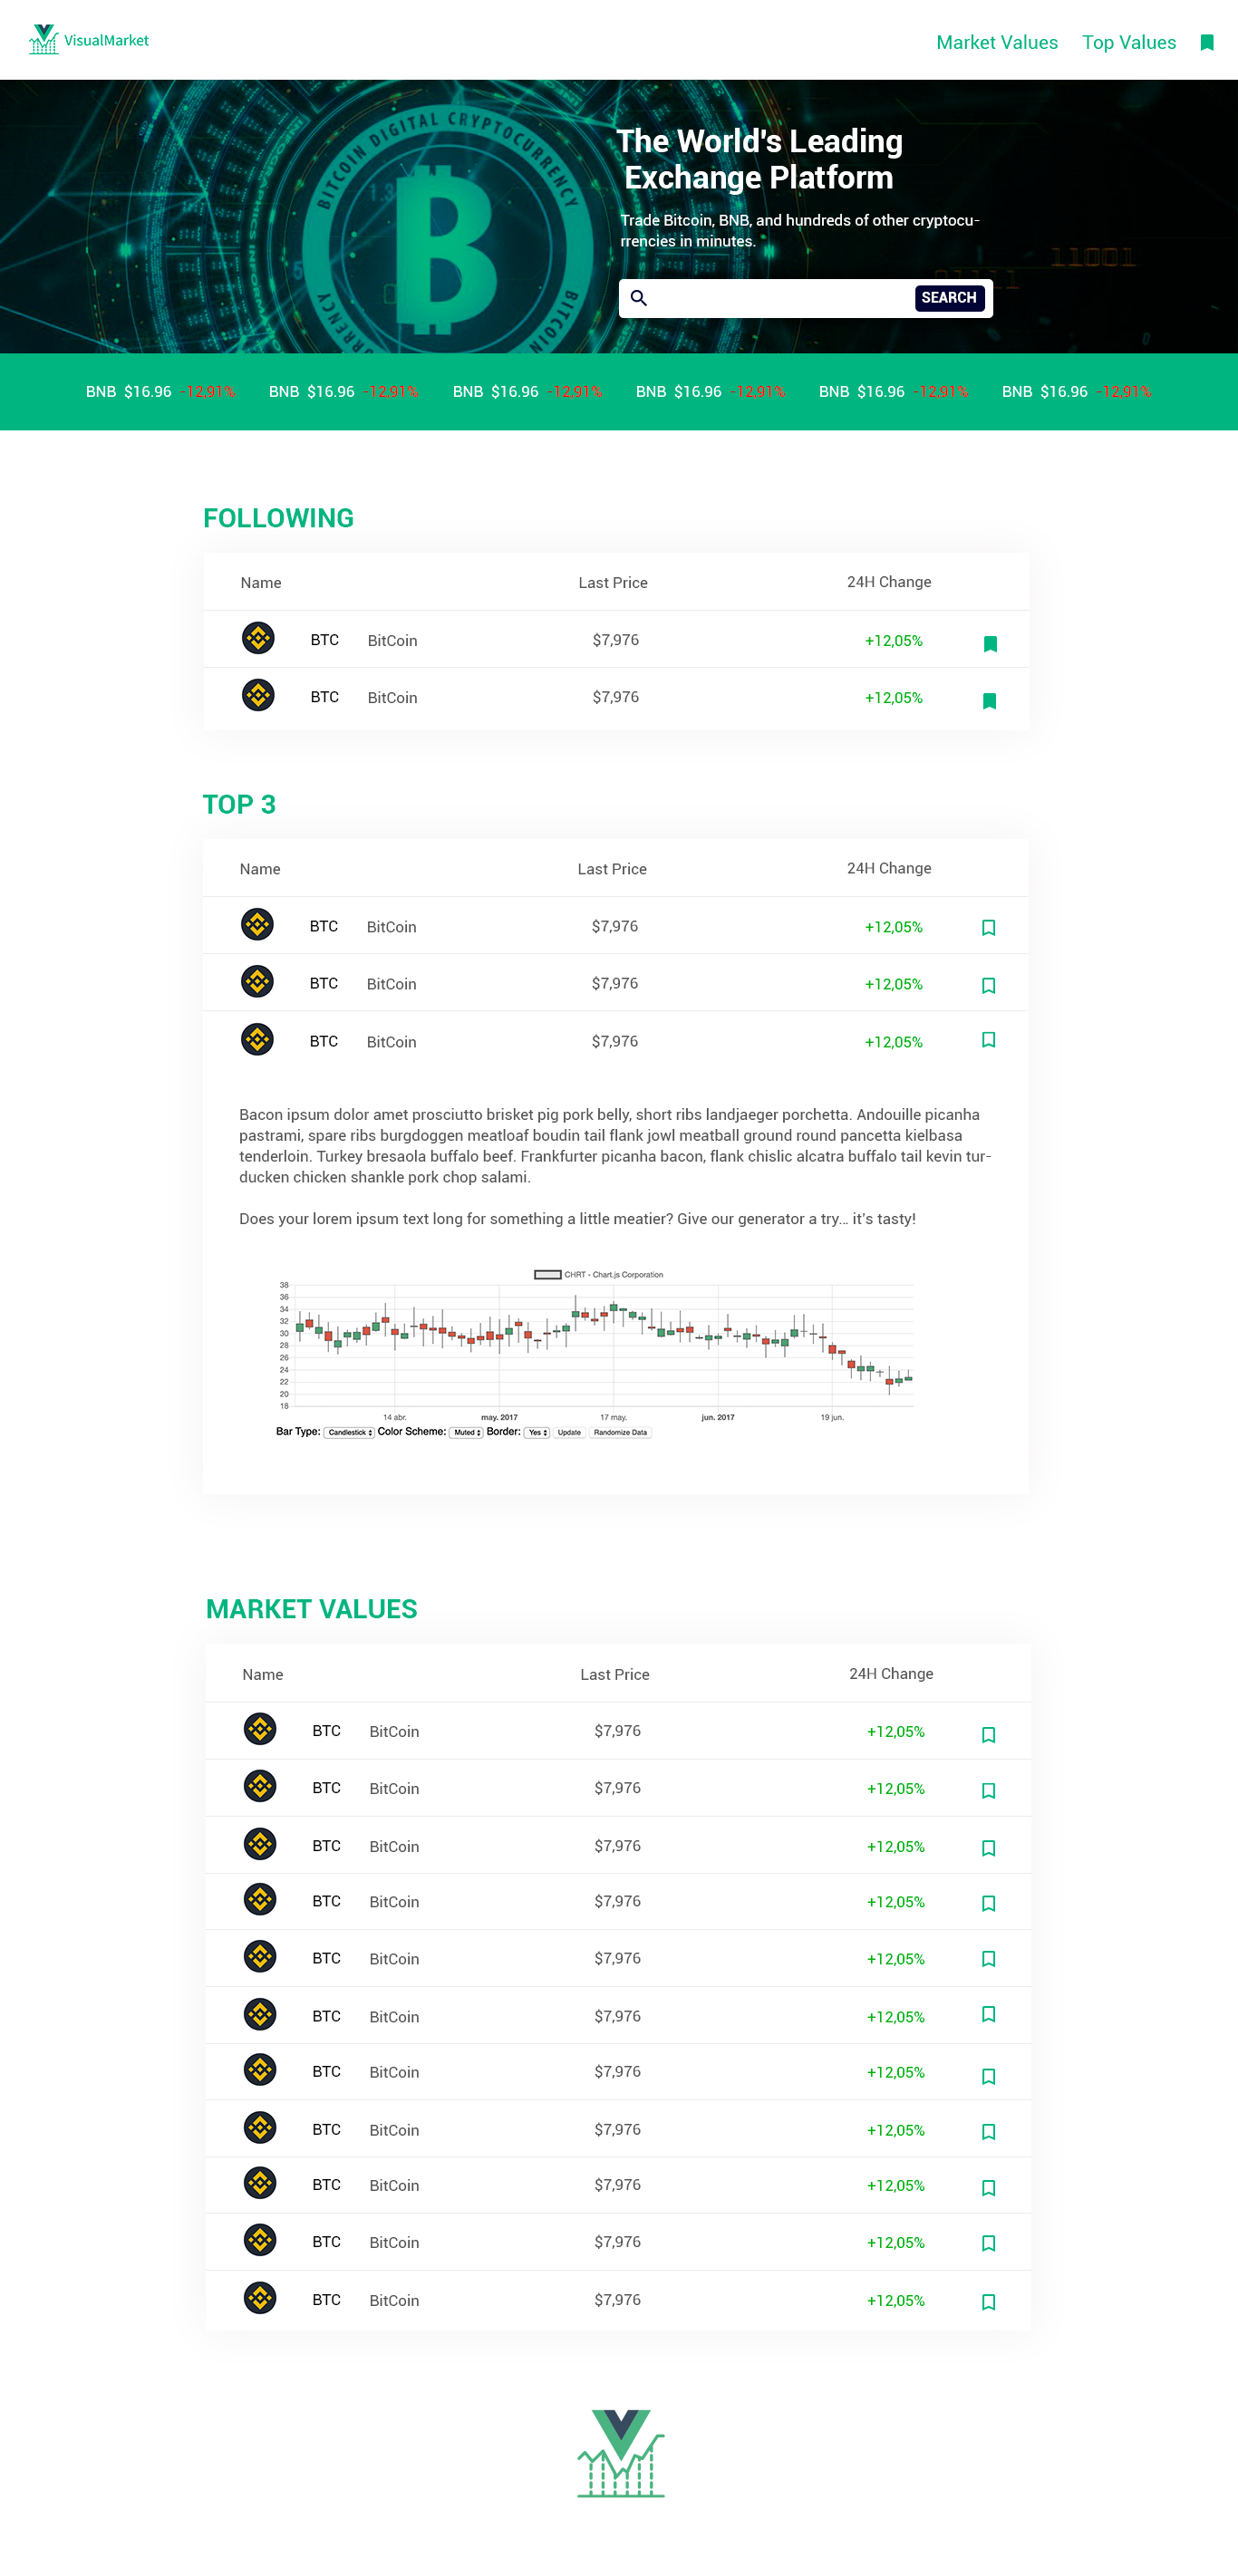 VisualMarket
Market Values Top Values
BITCOIN DIGITAL CRYPTOCURRENCY
BITCOIN
The World's Leading
Exchange Platform
Trade Bitcoin, BNB, and hundreds of other cryptocu-
rrencies in minutes.
11001
01111
SEARCH
BNB $16.96 -12,91% BNB $16.96 -12,91% BNB $16.96 -12,91% BNB $16.96 -12,91% BNB $16.96 -12,91% BNB $16.96 -12,91%
FOLLOWING
Name Last Price 24H Change
BTC BitCoin $7,976 +12,05%
BTC BitCoin $7,976 +12,05%
TOP 3
Name Last Price 24H Change
BTC BitCoin $7,976 +12,05%
BTC BitCoin $7,976 +12,05%
BTC BitCoin $7,976 +12,05%
Bacon ipsum dolor amet prosciutto brisket pig pork belly, short ribs landjaeger porchetta. Andouille picanha
pastrami, spare ribs burgdoggen meatloaf boudin tail flank jowl meatball ground round pancetta kielbasa
tenderloin. Turkey bresaola buffalo beef. Frankfurter picanha bacon, flank chislic alcatra buffalo tail kevin tur-
ducken chicken shankle pork chop salami.
Does your lorem ipsum text long for something a little meatier? Give our generator a try… it's tasty!
CHRT - Chart.js Corporation
38
36
34
32
30
28
26
24
22
20
18
14 abr. may. 2017 17 may. jun. 2017 19 jun.
Bar Type: Candlestick Color Scheme: Muted Border: Yes Update Randomize Data
MARKET VALUES
Name Last Price 24H Change
BTC BitCoin $7,976 +12,05%
BTC BitCoin $7,976 +12,05%
BTC BitCoin $7,976 +12,05%
BTC BitCoin $7,976 +12,05%
BTC BitCoin $7,976 +12,05%
BTC BitCoin $7,976 +12,05%
BTC BitCoin $7,976 +12,05%
BTC BitCoin $7,976 +12,05%
BTC BitCoin $7,976 +12,05%
BTC BitCoin $7,976 +12,05%
BTC BitCoin $7,976 +12,05%